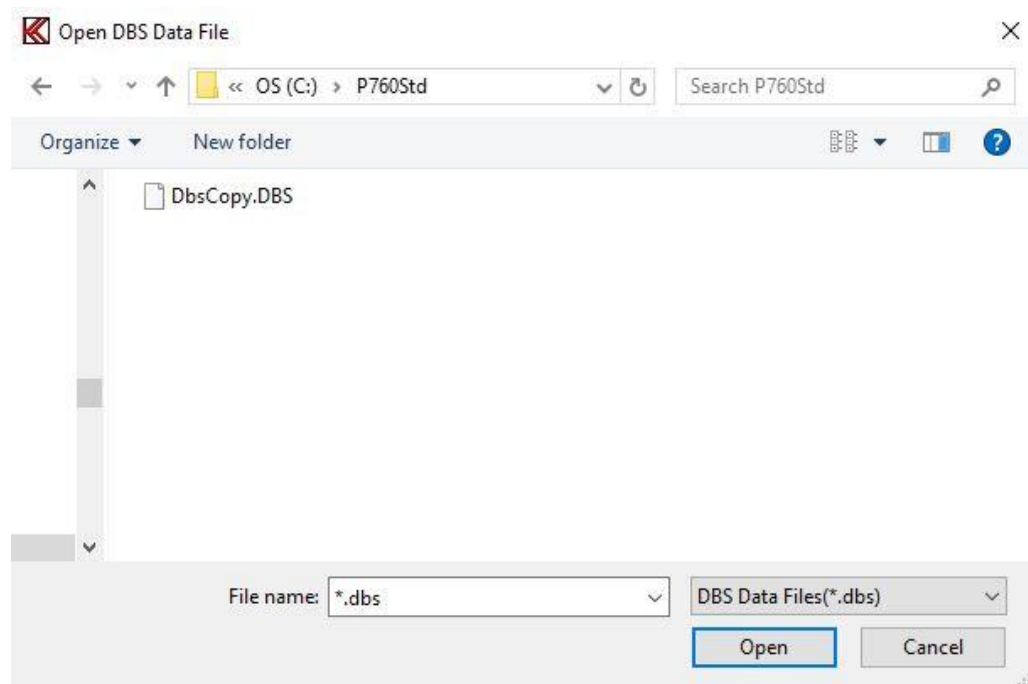 Open DBS Data File
« OS (C:) › P760Std
Search P760Std
Organize
New folder
?
DbsCopy.DBS
File name: *.dbs
DBS Data Files(*.dbs)
Open
Cancel